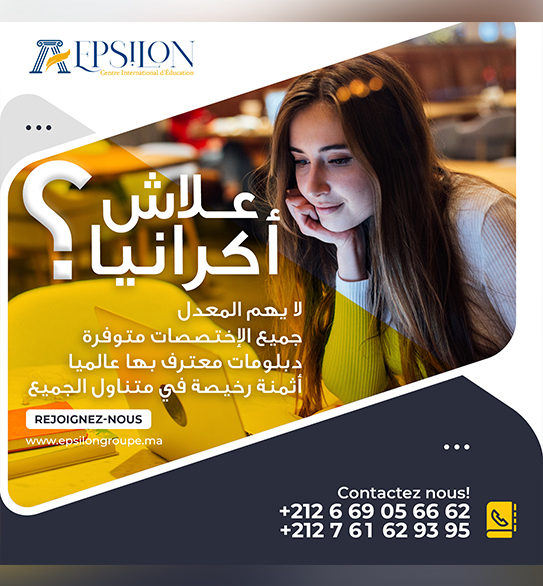 EPSILON
Centre International d'Éducation
علاش
أكرانيا؟
لا يهم المعدل
جميع الإختصصات متوفرة
دبلومات معترف بها عالميا
أثمنة رخيصة في متناول الجميع
REJOIGNEZ-NOUS
www.epsilongroupe.ma
Contactez nous!
+212 6 69 05 66 62
+212 7 61 62 93 95